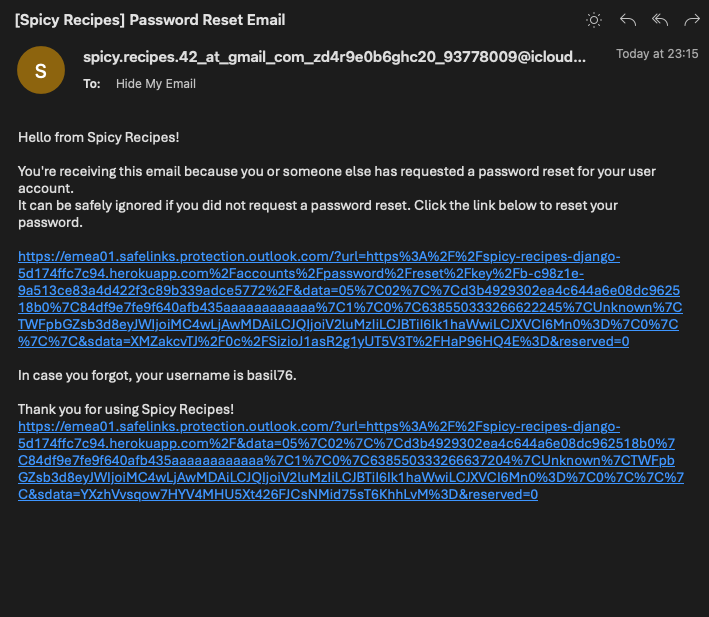 [Spicy Recipes] Password Reset Email
S
spicy.recipes.42_at_gmail_com_zd4r9e0b6ghc20_93778009@icloud...
Today at 23:15
To: Hide My Email
Hello from Spicy Recipes!
You're receiving this email because you or someone else has requested a password reset for your user
account.
It can be safely ignored if you did not request a password reset. Click the link below to reset your
password.
https://emea01.safelinks.protection.outlook.com/?url=https%3A%2F%2Fspicy-recipes-django-
5d174ffc7c94.herokuapp.com%2Faccounts%2Fpassword%2Freset%2Fkey%2Fb-c98z1e-
9a513ce83a4d422f3c89b339adce5772%2F&data=05%7C02%7C%7Cd3b4929302ea4c644a6e08dc9625
18b0%7C84df9e7fe9f640afb435aaaaaaaaaaaa%7C1%7C0%7C638550333266622245%7CUnknown%7C
TWFpbGZsb3d8eyJWIjoiMC4wLjAwMDAiLCJQIjoiV2luMzIiLCJBTiI6Ik1haWwiLCJXVCI6Mn0%3D%7C0%7C
%7C%7C&sdata=XMZakcvTJ%2F0c%2FSizioJ1asR2g1yUT5V3T%2FHaP96HQ4E%3D&reserved=0
In case you forgot, your username is basil76.
Thank you for using Spicy Recipes!
https://emea01.safelinks.protection.outlook.com/?url=https%3A%2F%2Fspicy-recipes-django-
5d174ffc7c94.herokuapp.com%2F&data=05%7C02%7C%7Cd3b4929302ea4c644a6e08dc962518b0%7
C84df9e7fe9f640afb435aaaaaaaaaaaa%7C1%7C0%7C638550333266637204%7CUnknown%7CTWFpb
GZsb3d8eyJWIjoiMC4wLjAwMDAiLCJQIjoiV2luMzIiLCJBTiI6Ik1haWwiLCJXVCI6Mn0%3D%7C0%7C%7C%7
C&sdata=YXzhVvsqow7HYV4MHU5Xt426FJCsNMid75sT6KhhLvM%3D&reserved=0